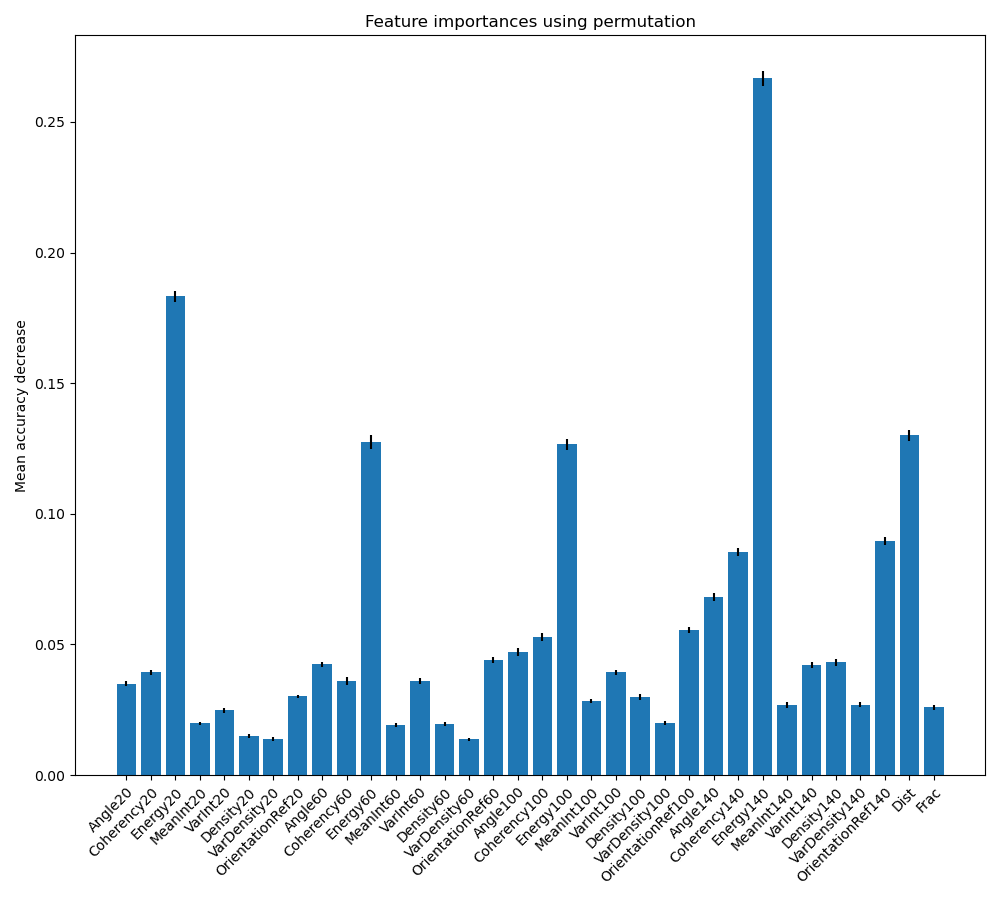 Feature importances using permutation
Mean accuracy decrease
0.25
0.20
0.15
0.10
0.05
0.00
Angle20
Coherency20
Energy20
MeanInt20
VarInt20
Density20
VarDensity20
OrientationRef20
Angle60
Coherency60
Energy60
MeanInt60
VarInt60
Density60
VarDensity60
OrientationRef60
Angle100
Coherency100
Energy100
MeanInt100
VarInt100
Density100
VarDensity100
OrientationRef100
Angle140
Coherency140
Energy140
MeanInt140
VarInt140
Density140
VarDensity140
OrientationRef140
Dist
Frac